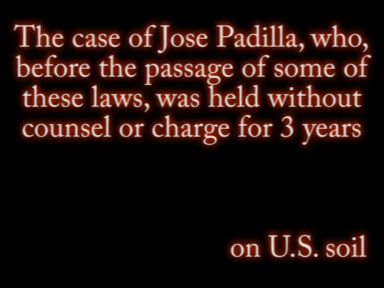 The case of Jose Padilla, who,
before the passage of some of
these laws, was held without
counsel or charge for 3 years
on U.S. soil